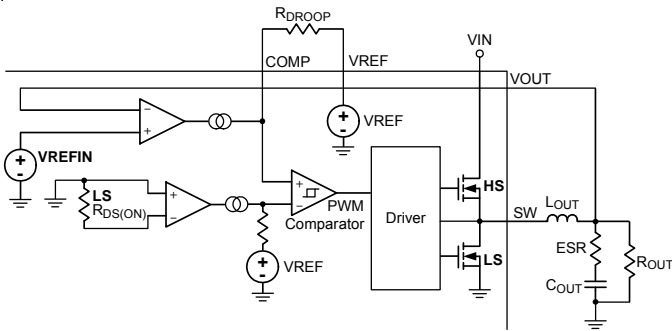 RDROOP
VIN
COMP
VREF
VOUT
−
+
+
-
VREF
+
-
VREFIN
LS
RDS(ON)
+
−
+
−
PWM
Comparator
+
-
VREF
Driver
HS
SW
LOUT
LS
ESR
COUT
ROUT